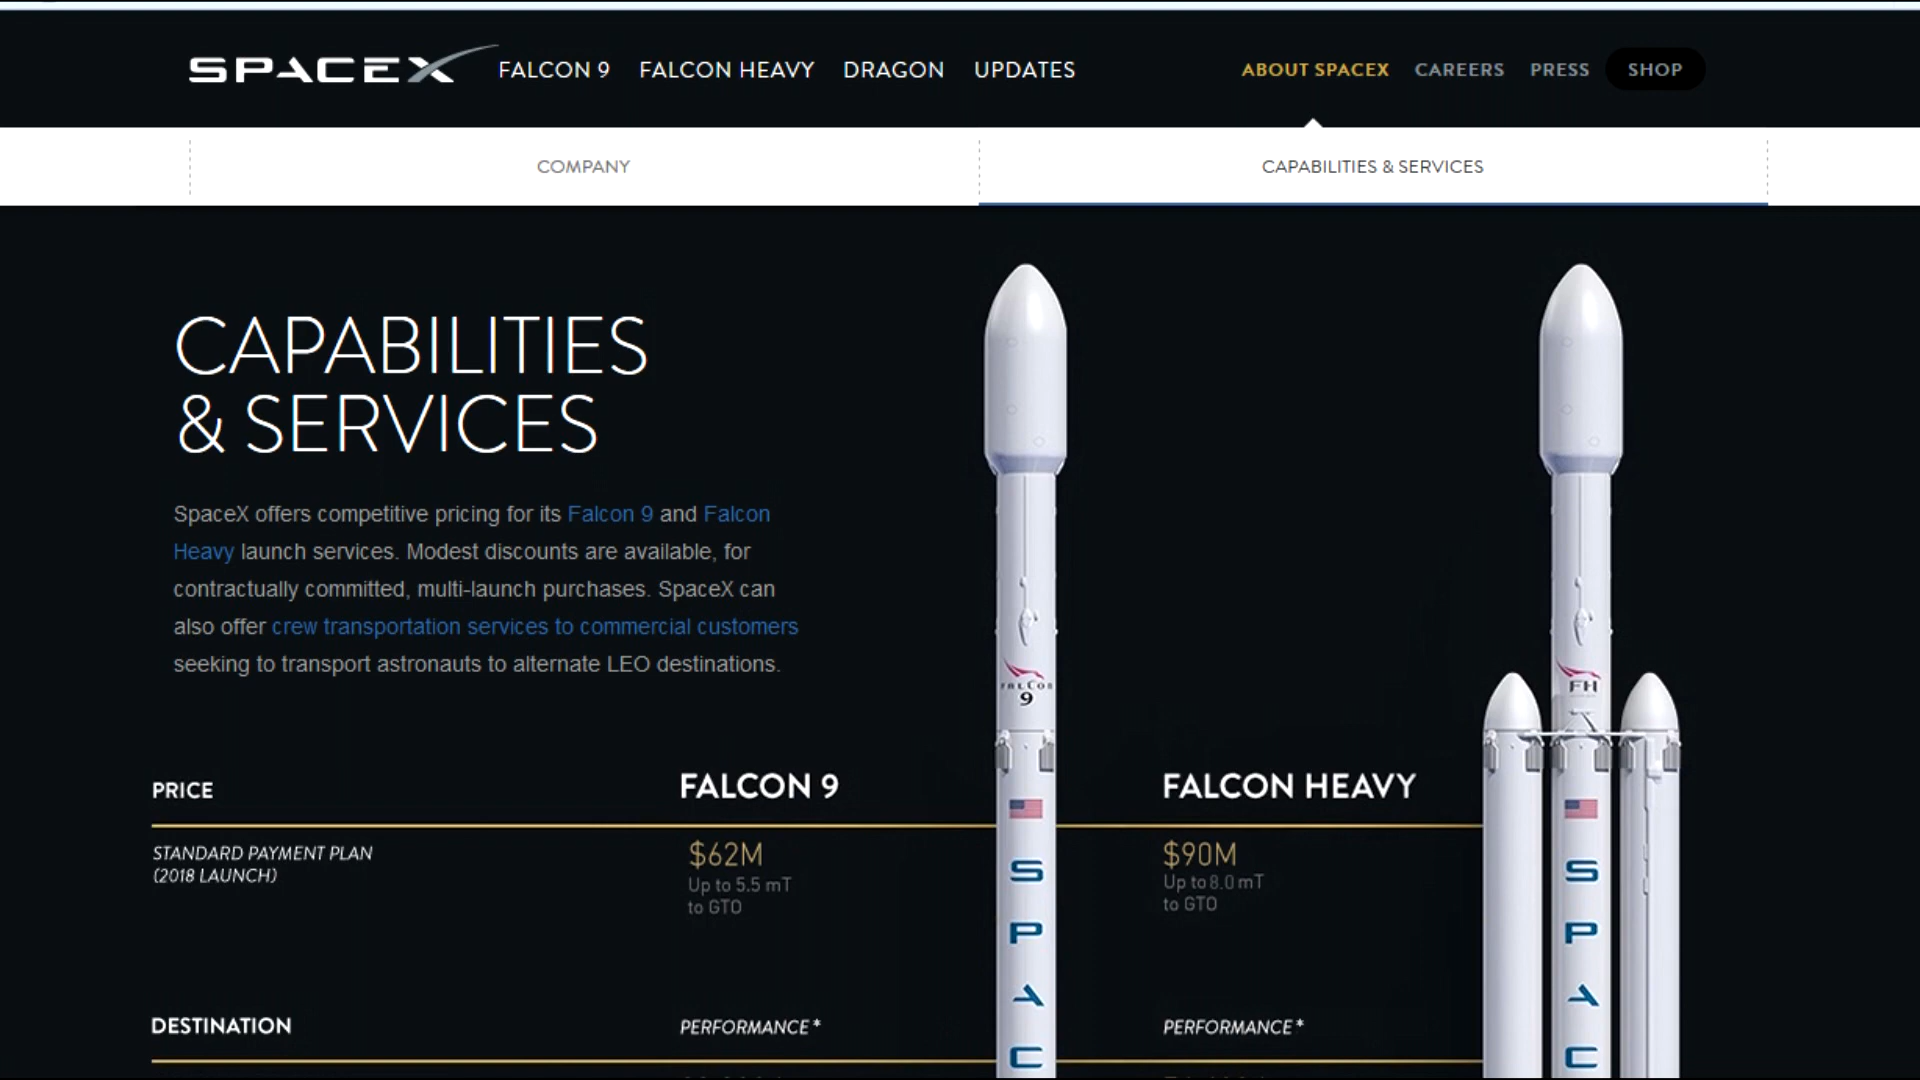 SPACEX FALCON 9 FALCON HEAVY DRAGON UPDATES ABOUT SPACEX CAREERS PRESS SHOP
COMPANY CAPABILITIES & SERVICES
CAPABILITIES
& SERVICES
SpaceX offers competitive pricing for its Falcon 9 and Falcon
Heavy launch services. Modest discounts are available, for
contractually committed, multi-launch purchases. SpaceX can
also offer crew transportation services to commercial customers
seeking to transport astronauts to alternate LEO destinations.
FALCON
9
FH
PRICE FALCON 9 FALCON HEAVY
STANDARD PAYMENT PLAN
(2018 LAUNCH)
$62M
Up to 5.5 mT
to GTO
$90M
Up to 8.0 mT
to GTO
S
P
A
C
S
P
A
C
DESTINATION PERFORMANCE* PERFORMANCE*